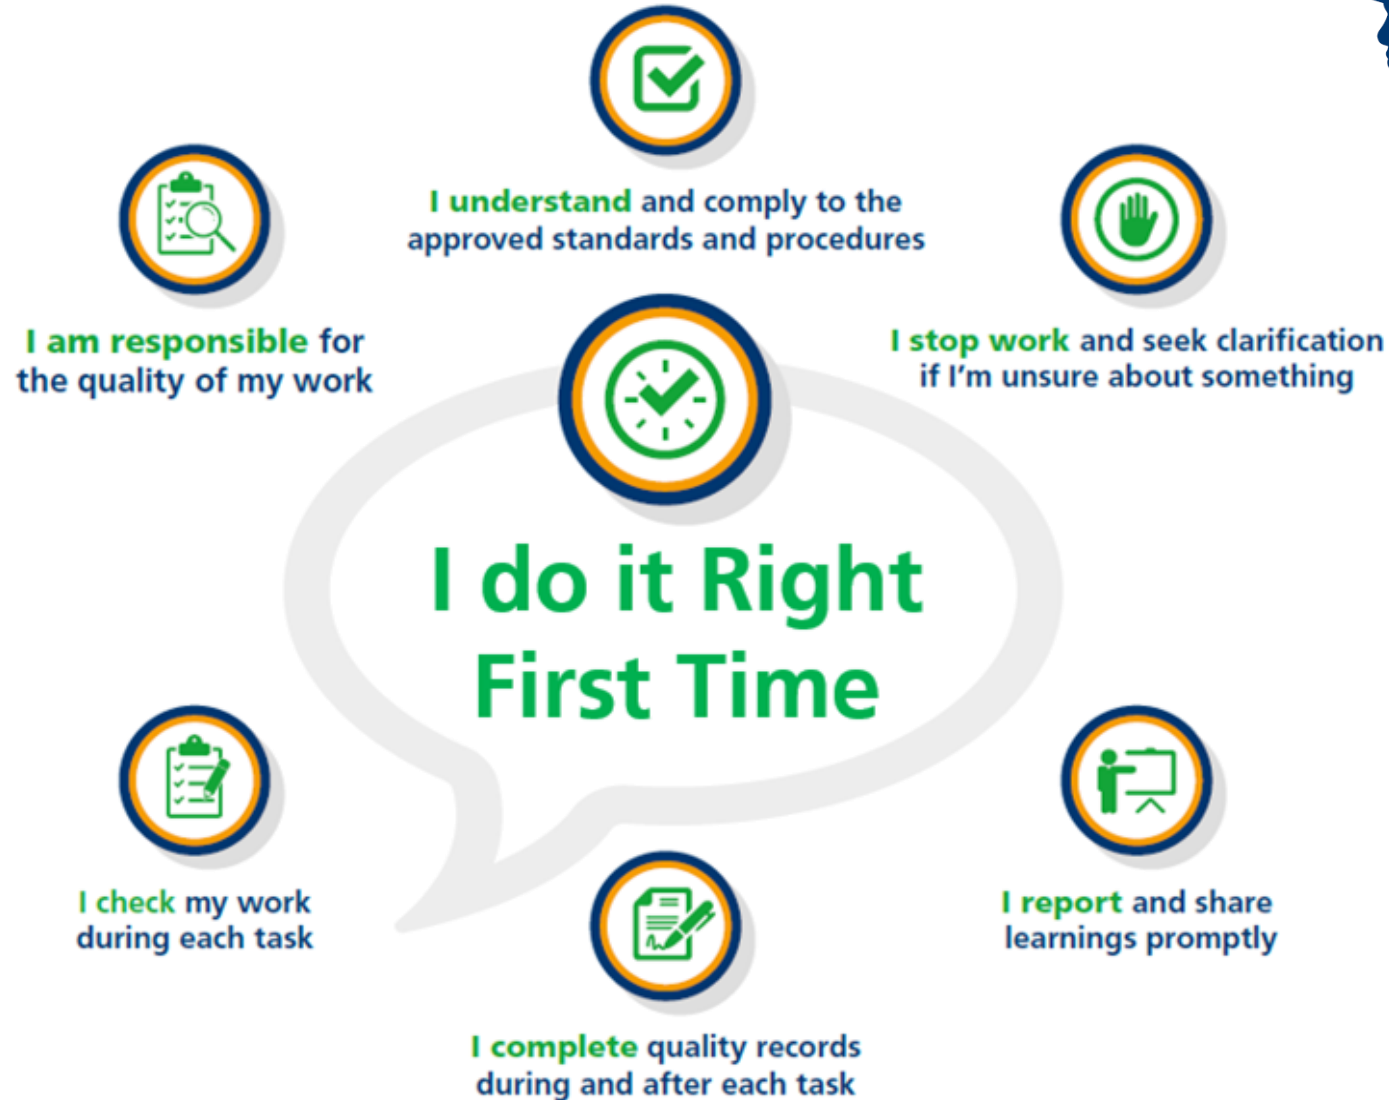 I understand and comply to the
approved standards and procedures
I am responsible for
the quality of my work
I stop work and seek clarification
if I'm unsure about something
I do it Right
First Time
I check my work
during each task
I report and share
learnings promptly
I complete quality records
during and after each task